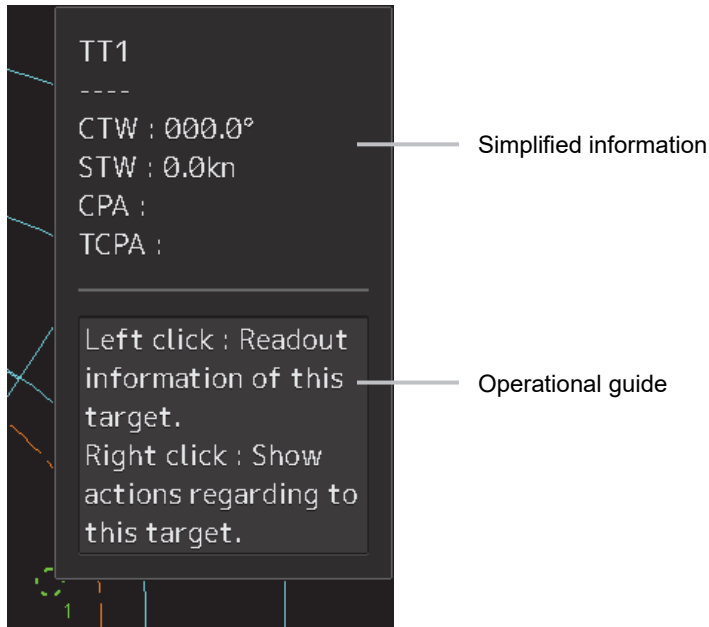 TT1
----
CTW : 000.0°
STW : 0.0kn
CPA :
TCPA :
Simplified information
Left click : Readout
information of this
target.
Right click : Show
actions regarding to
this target.
Operational guide
1